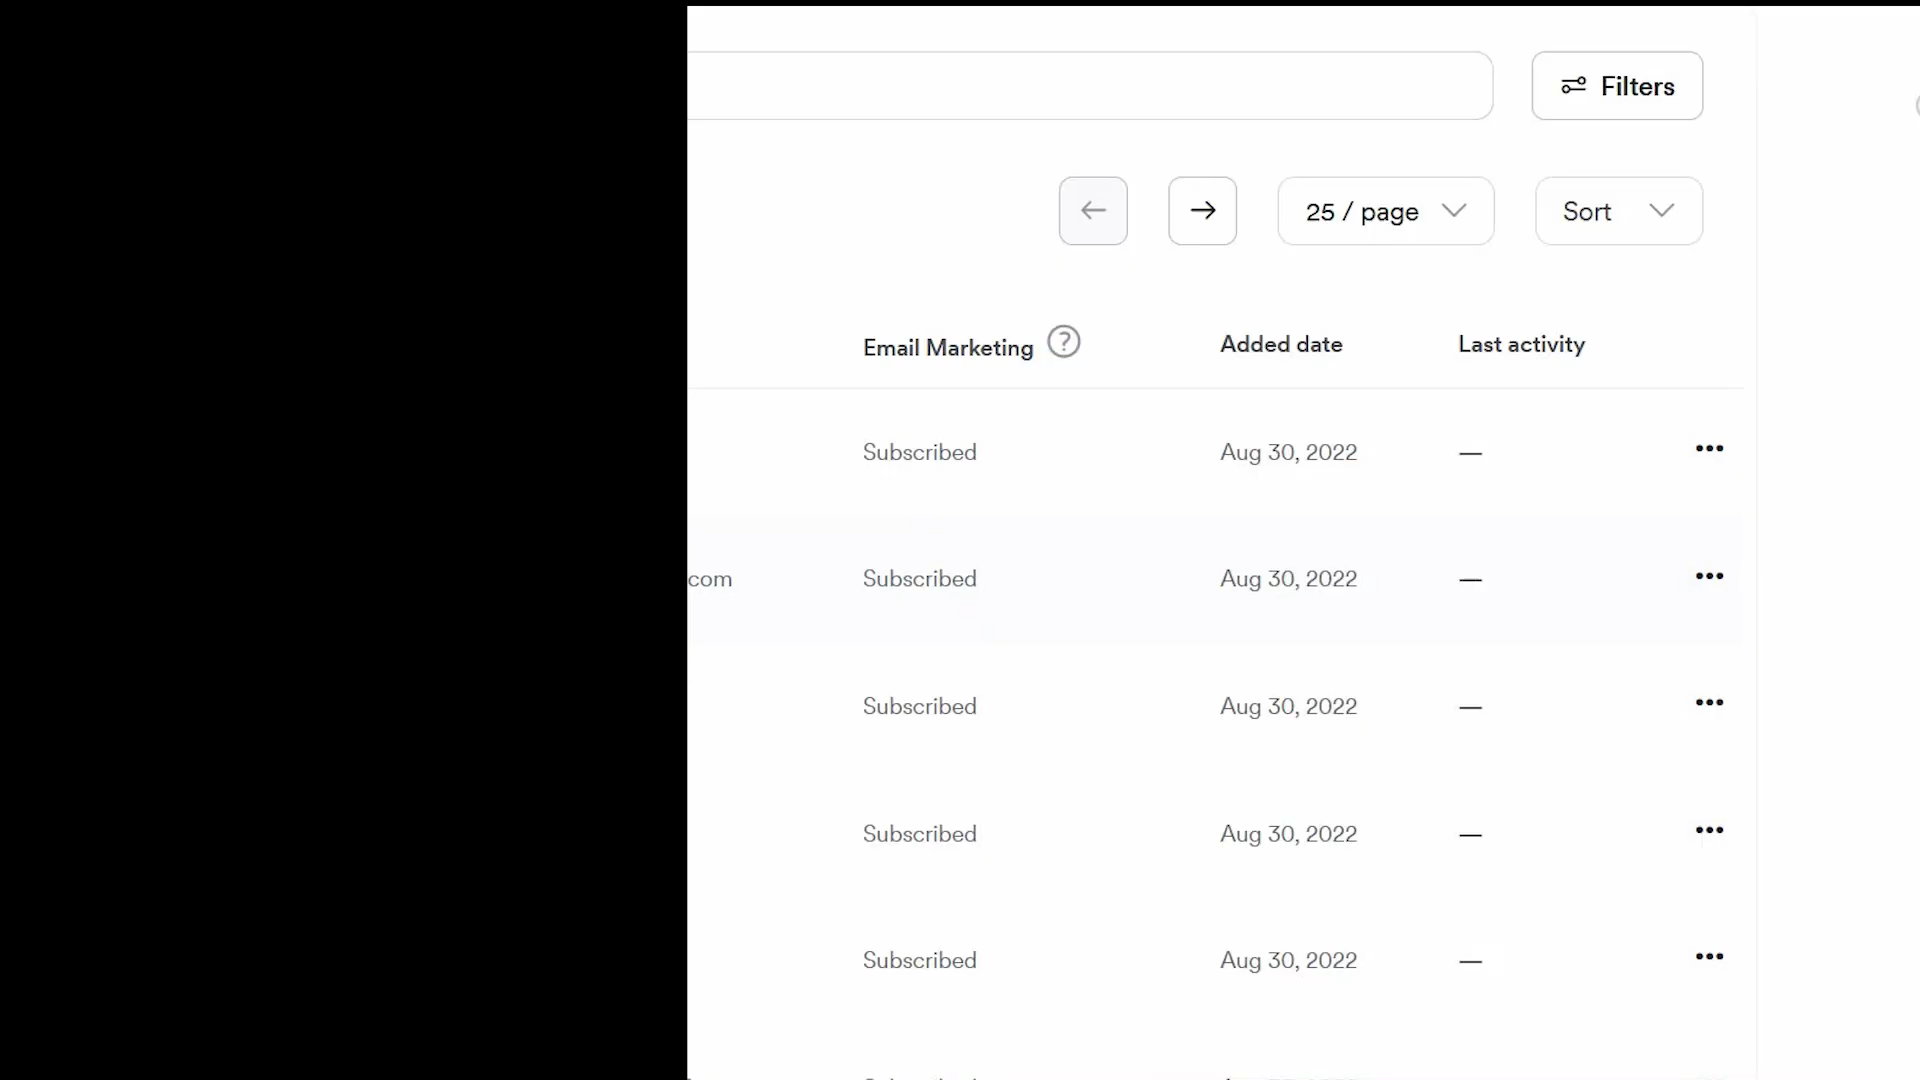 Filters
25 / page Sort
Email Marketing ? Added date Last activity
Subscribed Aug 30, 2022 —
com Subscribed Aug 30, 2022 —
Subscribed Aug 30, 2022 —
Subscribed Aug 30, 2022 —
Subscribed Aug 30, 2022 —